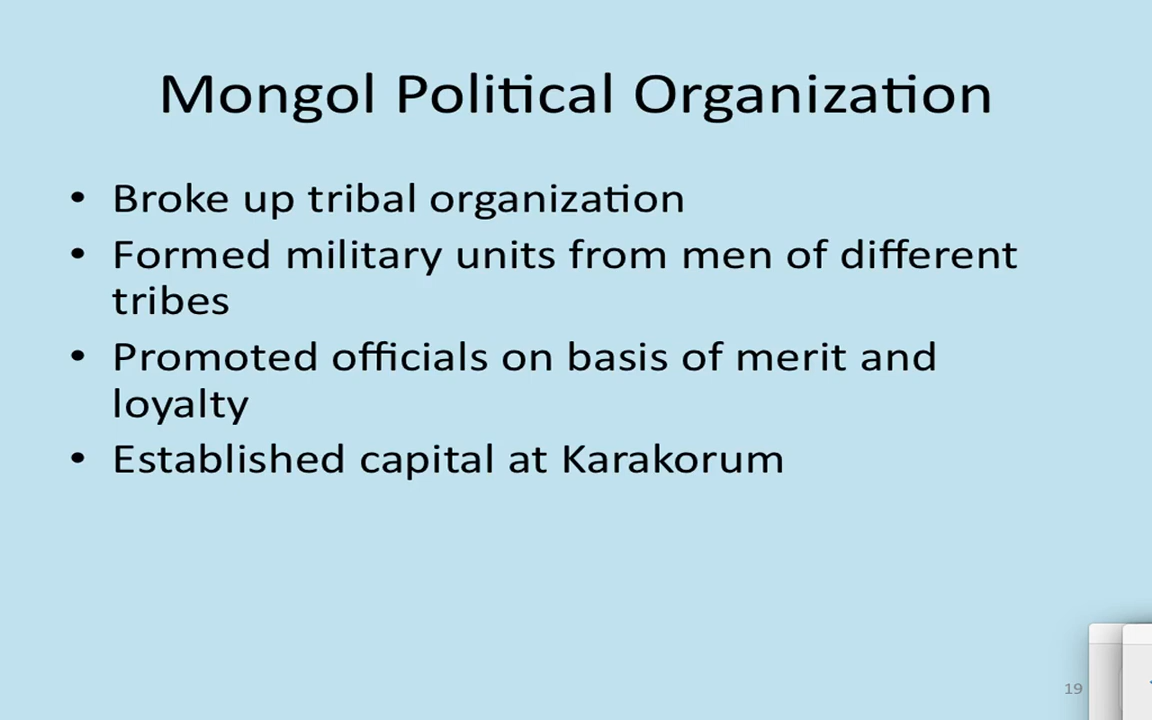 Mongol Political Organization
• Broke up tribal organization
• Formed military units from men of different
tribes
• Promoted officials on basis of merit and
loyalty
• Established capital at Karakorum
19